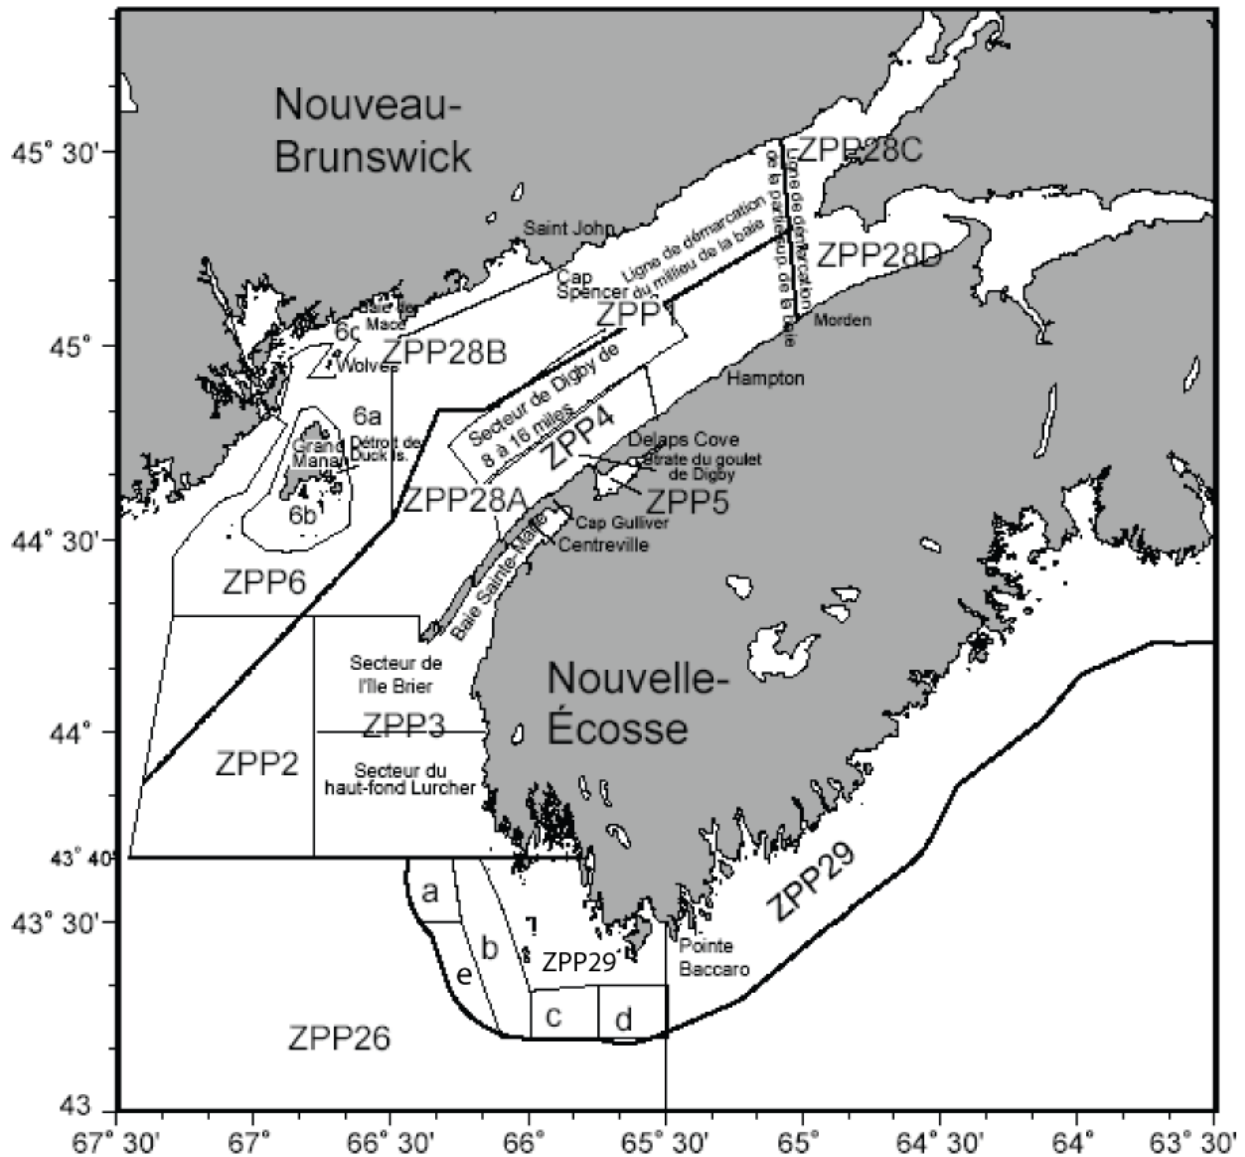 Nouveau-
Brunswick
45° 30'
ZPP28C
Ligne de démarcation
de la partie sup. de la baie
Saint John
Ligne de démarcation
du milieu de la baie
ZPP28D
Cap
Spencer
ZPP1
Baie de
Mace
6c
Morden
45°
ZPP28B
Wolves
Hampton
Secteur de Digby de
8 à 16 miles
6a
ZPP4
Grand
Manan
Détroit de
Duck Is.
Delaps Cove
Strate du goulet
de Digby
ZPP28A
ZPP5
6b
Cap Gulliver
Centreville
44° 30'
Baie Sainte-Marie
ZPP6
Secteur de
l'île Brier
Nouvelle-
Écosse
44°
ZPP3
ZPP2
Secteur du
haut-fond Lurcher
43° 40'
ZPP29
a
43° 30'
b
Pointe
Baccaro
ZPP29
e
c
d
ZPP26
43
67° 30'
67°
66° 30'
66°
65° 30'
65°
64° 30'
64°
63° 30'